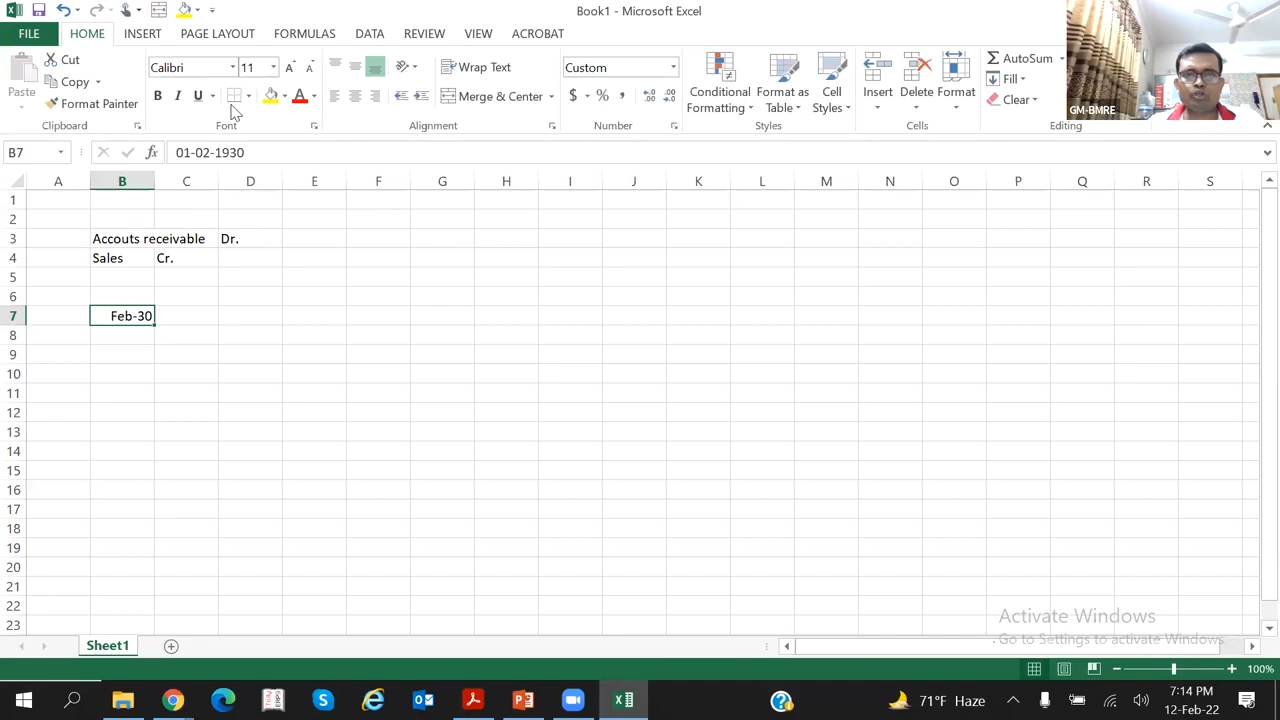 Book1 - Microsoft Excel
FILE HOME INSERT PAGE LAYOUT FORMULAS DATA REVIEW VIEW ACROBAT
Paste
Cut
Copy
Format Painter
Clipboard
Calibri 11
B I U
Font
Wrap Text
Merge & Center
Alignment
Custom
$ % ,
Number
Conditional Formatting
Format as Table
Cell Styles
Styles
Insert Delete Format
Cells
AutoSum
Fill
Clear
Editing
GM-BMRE
B7 fx 01-02-1930
A B C D E F G H I J K L M N O P Q R S
1
2
3 Accouts receivable Dr.
4 Sales Cr.
5
6
7 Feb-30
8
9
10
11
12
13
14
15
16
17
18
19
20
21
22
23
Activate Windows
Go to Settings to activate Windows.
Sheet1
100%
71°F Haze
7:14 PM
12-Feb-22